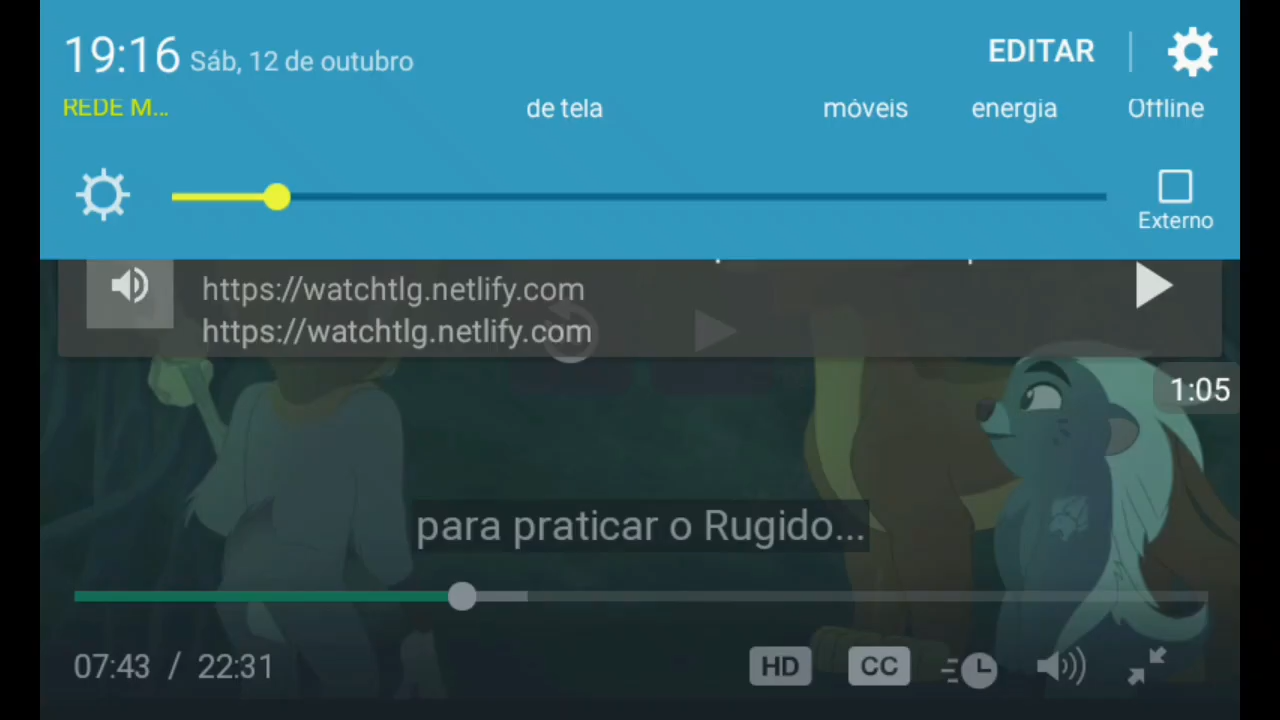 19:16 Sáb, 12 de outubro EDITAR
REDE M... de tela móveis energia Offline
Externo
https://watchtlg.netlify.com
https://watchtlg.netlify.com
1:05
para praticar o Rugido...
07:43 / 22:31 HD CC